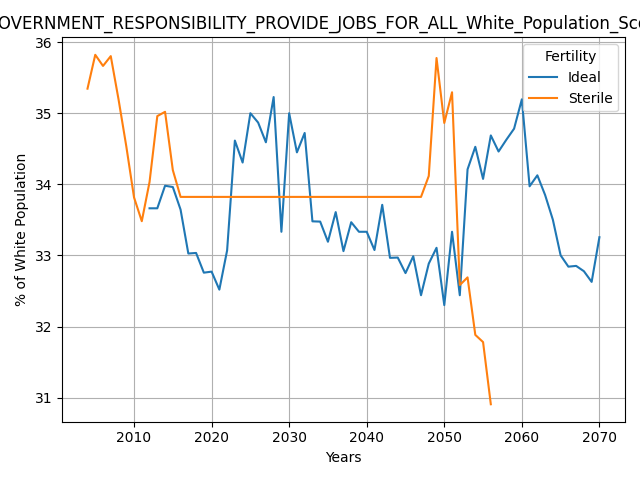 OVERNMENT_RESPONSIBILITY_PROVIDE_JOBS_FOR_ALL_White_Population_Sc
Fertility
Ideal
Sterile
% of White Population
36
35
34
33
32
31
2010
2020
2030
2040
2050
2060
2070
Years